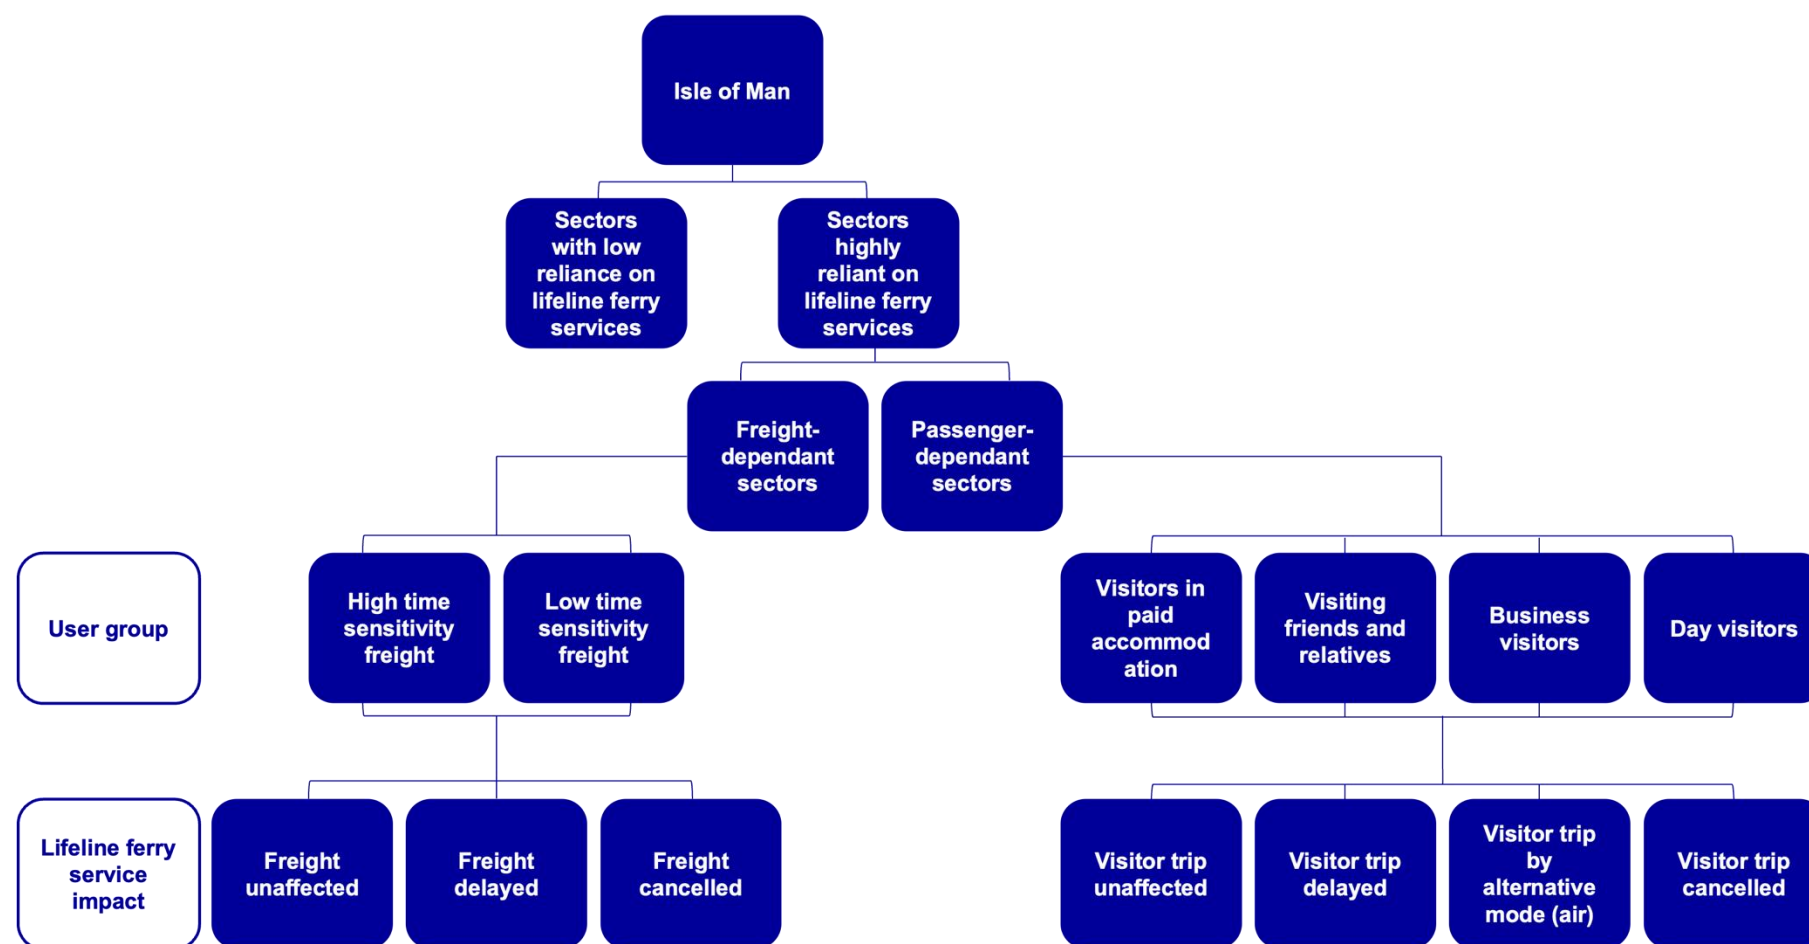 Isle of Man
Sectors
with low
reliance on
lifeline ferry
services
Sectors
highly
reliant on
lifeline ferry
services
Freight-
dependant
sectors
Passenger-
dependant
sectors
User group
High time
sensitivity
freight
Low time
sensitivity
freight
Visitors in
paid
accommod
ation
Visiting
friends and
relatives
Business
visitors
Day visitors
Lifeline ferry
service
impact
Freight
unaffected
Freight
delayed
Freight
cancelled
Visitor trip
unaffected
Visitor trip
delayed
Visitor trip
by
alternative
mode (air)
Visitor trip
cancelled